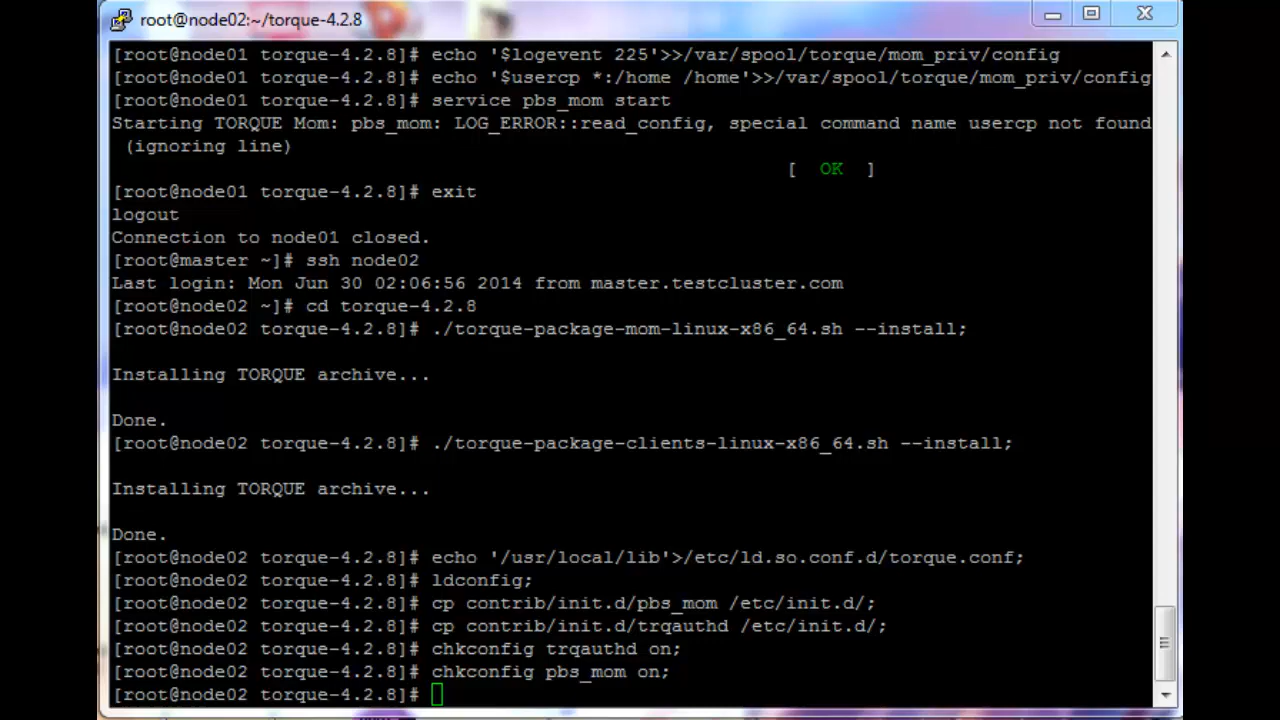 root@node02:~/torque-4.2.8
[root@node01 torque-4.2.8]# echo '$logevent 225'>>/var/spool/torque/mom_priv/config
[root@node01 torque-4.2.8]# echo '$usercp *:/home /home'>>/var/spool/torque/mom_priv/config
[root@node01 torque-4.2.8]# service pbs_mom start
Starting TORQUE Mom: pbs_mom: LOG_ERROR::read_config, special command name usercp not found
(ignoring line)
[  OK  ]
[root@node01 torque-4.2.8]# exit
logout
Connection to node01 closed.
[root@master ~]# ssh node02
Last login: Mon Jun 30 02:06:56 2014 from master.testcluster.com
[root@node02 ~]# cd torque-4.2.8
[root@node02 torque-4.2.8]# ./torque-package-mom-linux-x86_64.sh --install;
Installing TORQUE archive...
Done.
[root@node02 torque-4.2.8]# ./torque-package-clients-linux-x86_64.sh --install;
Installing TORQUE archive...
Done.
[root@node02 torque-4.2.8]# echo '/usr/local/lib'>/etc/ld.so.conf.d/torque.conf;
[root@node02 torque-4.2.8]# ldconfig;
[root@node02 torque-4.2.8]# cp contrib/init.d/pbs_mom /etc/init.d/;
[root@node02 torque-4.2.8]# cp contrib/init.d/trqauthd /etc/init.d/;
[root@node02 torque-4.2.8]# chkconfig trqauthd on;
[root@node02 torque-4.2.8]# chkconfig pbs_mom on;
[root@node02 torque-4.2.8]#